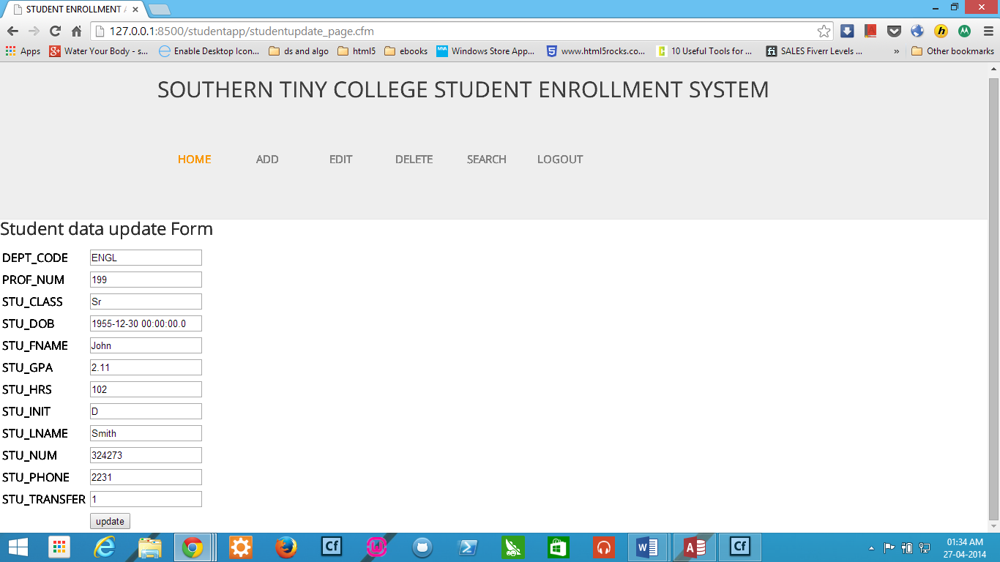 STUDENT ENROLLMENT A
127.0.0.1:8500/studentapp/studentupdate_page.cfm
Apps Water Your Body - s... Enable Desktop Icon... ds and algo html5 ebooks Windows Store App... www.html5rocks.co... 10 Useful Tools for ... SALES Fiverr Levels ... » Other bookmarks
SOUTHERN TINY COLLEGE STUDENT ENROLLMENT SYSTEM
HOME ADD EDIT DELETE SEARCH LOGOUT
Student data update Form
DEPT_CODE ENGL
PROF_NUM 199
STU_CLASS Sr
STU_DOB 1955-12-30 00:00:00.0
STU_FNAME John
STU_GPA 2.11
STU_HRS 102
STU_INIT D
STU_LNAME Smith
STU_NUM 324273
STU_PHONE 2231
STU_TRANSFER 1
update
01:34 AM
27-04-2014